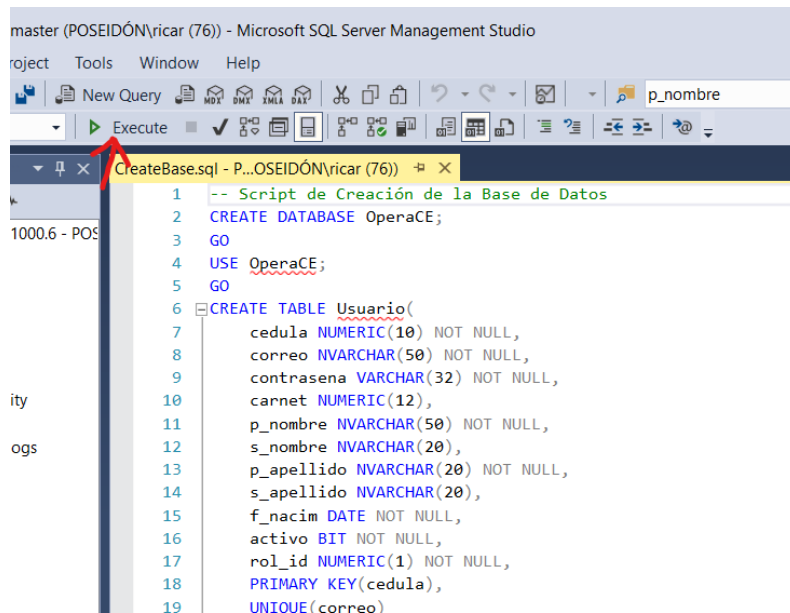 master (POSEIDÓN\ricar (76)) - Microsoft SQL Server Management Studio
roject Tools Window Help
New Query MDX DMX XMLA DAX p_nombre
Execute
CreateBase.sql - P...OSEIDÓN\ricar (76))
1000.6 - POS
ity
ogs
1 -- Script de Creación de la Base de Datos
2 CREATE DATABASE OperaCE;
3 GO
4 USE OperaCE;
5 GO
6 CREATE TABLE Usuario(
7 cedula NUMERIC(10) NOT NULL,
8 correo NVARCHAR(50) NOT NULL,
9 contrasena VARCHAR(32) NOT NULL,
10 carnet NUMERIC(12),
11 p_nombre NVARCHAR(50) NOT NULL,
12 s_nombre NVARCHAR(20),
13 p_apellido NVARCHAR(20) NOT NULL,
14 s_apellido NVARCHAR(20),
15 f_nacim DATE NOT NULL,
16 activo BIT NOT NULL,
17 rol_id NUMERIC(1) NOT NULL,
18 PRIMARY KEY(cedula),
19 UNIQUE(correo)